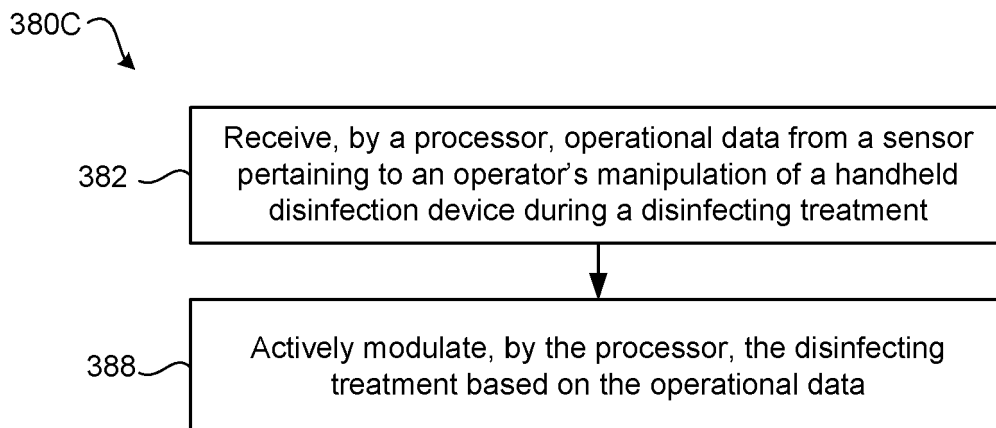 380C
382
Receive, by a processor, operational data from a sensor
pertaining to an operator’s manipulation of a handheld
disinfection device during a disinfecting treatment
388
Actively modulate, by the processor, the disinfecting
treatment based on the operational data